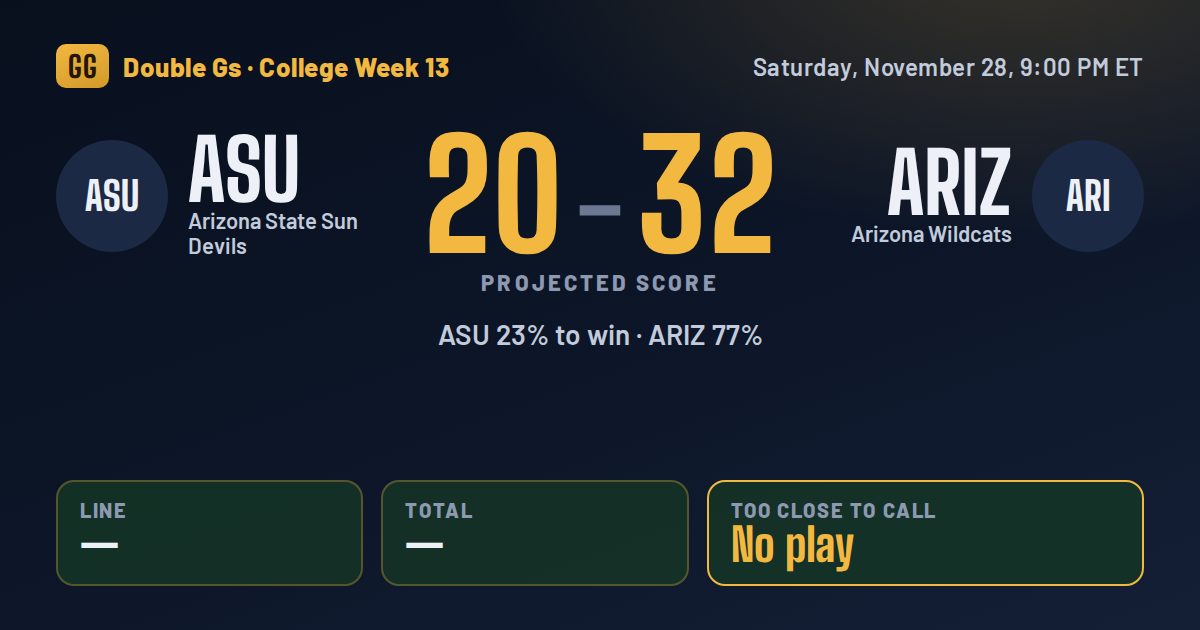 GG Double Gs · College Week 13
Saturday, November 28, 9:00 PM ET
ASU
ASU
Arizona State Sun
Devils
20 – 32
PROJECTED SCORE
ASU 23% to win · ARIZ 77%
ARIZ
Arizona Wildcats
ARI
LINE
—
TOTAL
—
TOO CLOSE TO CALL
No play